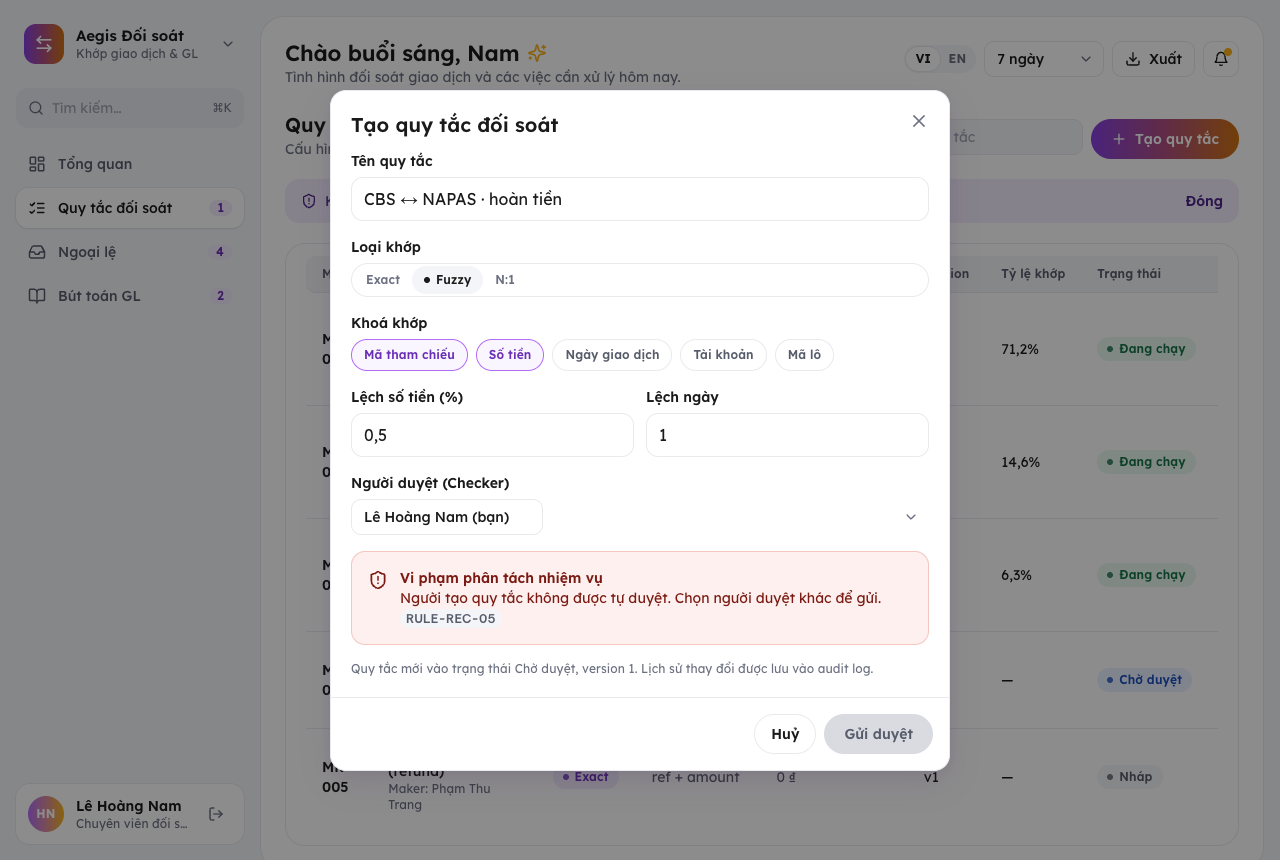 Aegis Đối soát
Khớp giao dịch & GL
Tìm kiếm...
⌘K
Tổng quan
Quy tắc đối soát
1
Ngoại lệ
4
Bút toán GL
2
HN
Lê Hoàng Nam
Chuyên viên đối s...
Chào buổi sáng, Nam
Tình hình đối soát giao dịch và các việc cần xử lý hôm nay.
VI
EN
7 ngày
Xuất
Quy
Cấu hì
tắc
+ Tạo quy tắc
Đóng
ion
Tỷ lệ khớp
Trạng thái
71,2%
Đang chạy
14,6%
Đang chạy
6,3%
Đang chạy
—
Chờ duyệt
005
(refund)
Maker: Phạm Thu
Trang
Exact
ref + amount
0 ₫
v1
—
Nháp
Tạo quy tắc đối soát
Tên quy tắc
CBS ↔ NAPAS · hoàn tiền
Loại khớp
Exact
Fuzzy
N:1
Khoá khớp
Mã tham chiếu
Số tiền
Ngày giao dịch
Tài khoản
Mã lô
Lệch số tiền (%)
Lệch ngày
0,5
1
Người duyệt (Checker)
Lê Hoàng Nam (bạn)
Vi phạm phân tách nhiệm vụ
Người tạo quy tắc không được tự duyệt. Chọn người duyệt khác để gửi.
RULE-REC-05
Quy tắc mới vào trạng thái Chờ duyệt, version 1. Lịch sử thay đổi được lưu vào audit log.
Huỷ
Gửi duyệt